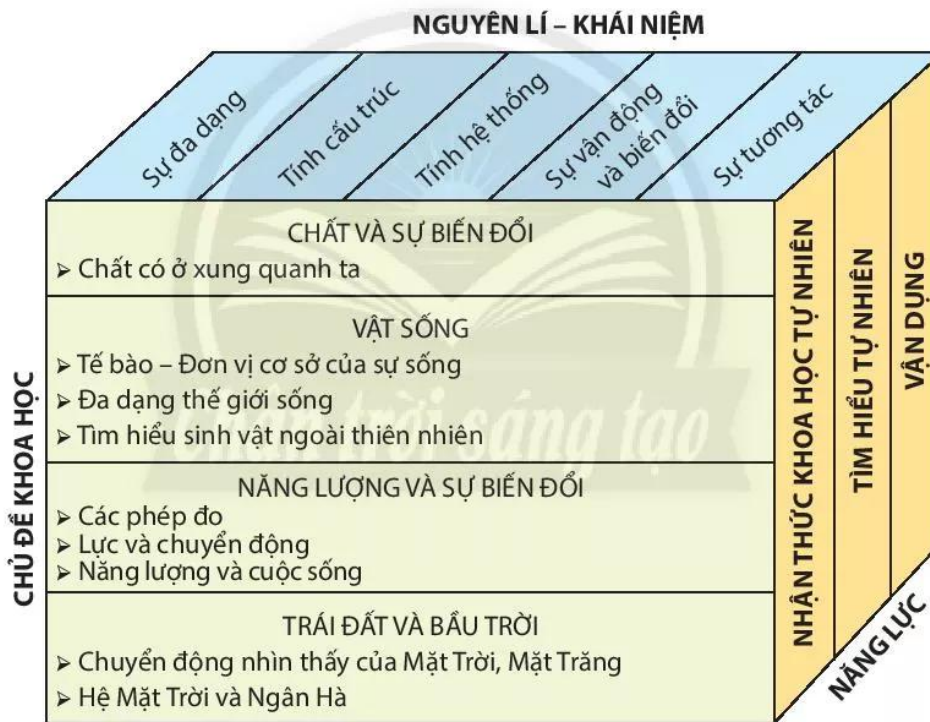 NGUYÊN LÍ – KHÁI NIỆM
Sự đa dạng
Tính cấu trúc
Tính hệ thống
Sự vận động
và biến đổi
Sự tương tác
CHỦ ĐỀ KHOA HỌC
CHẤT VÀ SỰ BIẾN ĐỔI
➢ Chất có ở xung quanh ta
VẬT SỐNG
➢ Tế bào – Đơn vị cơ sở của sự sống
➢ Đa dạng thế giới sống
➢ Tìm hiểu sinh vật ngoài thiên nhiên
NĂNG LƯỢNG VÀ SỰ BIẾN ĐỔI
➢ Các phép đo
➢ Lực và chuyển động
➢ Năng lượng và cuộc sống
TRÁI ĐẤT VÀ BẦU TRỜI
➢ Chuyển động nhìn thấy của Mặt Trời, Mặt Trăng
➢ Hệ Mặt Trời và Ngân Hà
NHẬN THỨC KHOA HỌC TỰ NHIÊN
TÌM HIỂU TỰ NHIÊN
VẬN DỤNG
NĂNG LỰC
Chân trời sáng tạo